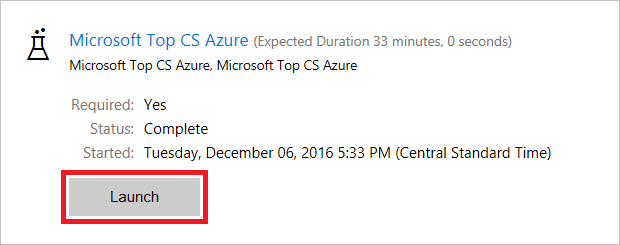 Microsoft Top CS Azure (Expected Duration 33 minutes, 0 seconds)
Microsoft Top CS Azure, Microsoft Top CS Azure
Required: Yes
Status: Complete
Started: Tuesday, December 06, 2016 5:33 PM (Central Standard Time)
Launch